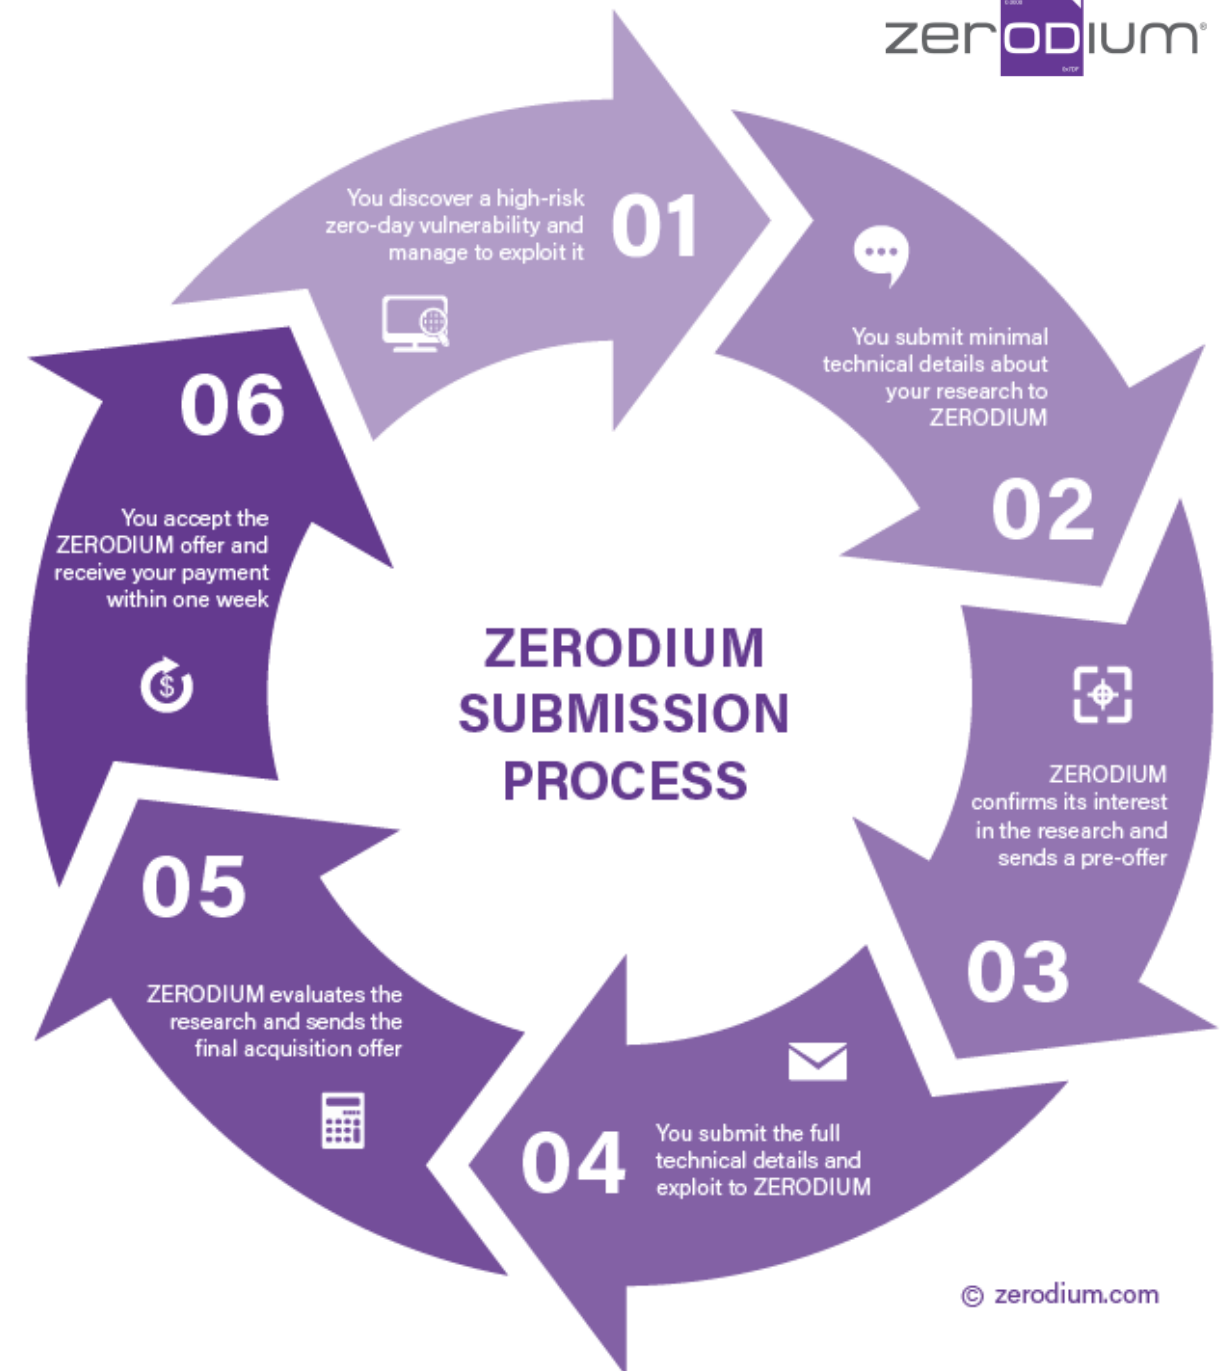 zerodium®
You discover a high-risk
zero-day vulnerability and
manage to exploit it
01
You submit minimal
technical details about
your research to
ZERODIUM
02
ZERODIUM
confirms its interest
in the research and
sends a pre-offer
03
You submit the full
technical details and
exploit to ZERODIUM
04
ZERODIUM evaluates the
research and sends the
final acquisition offer
05
You accept the
ZERODIUM offer and
receive your payment
within one week
06
$
ZERODIUM
SUBMISSION
PROCESS
© zerodium.com